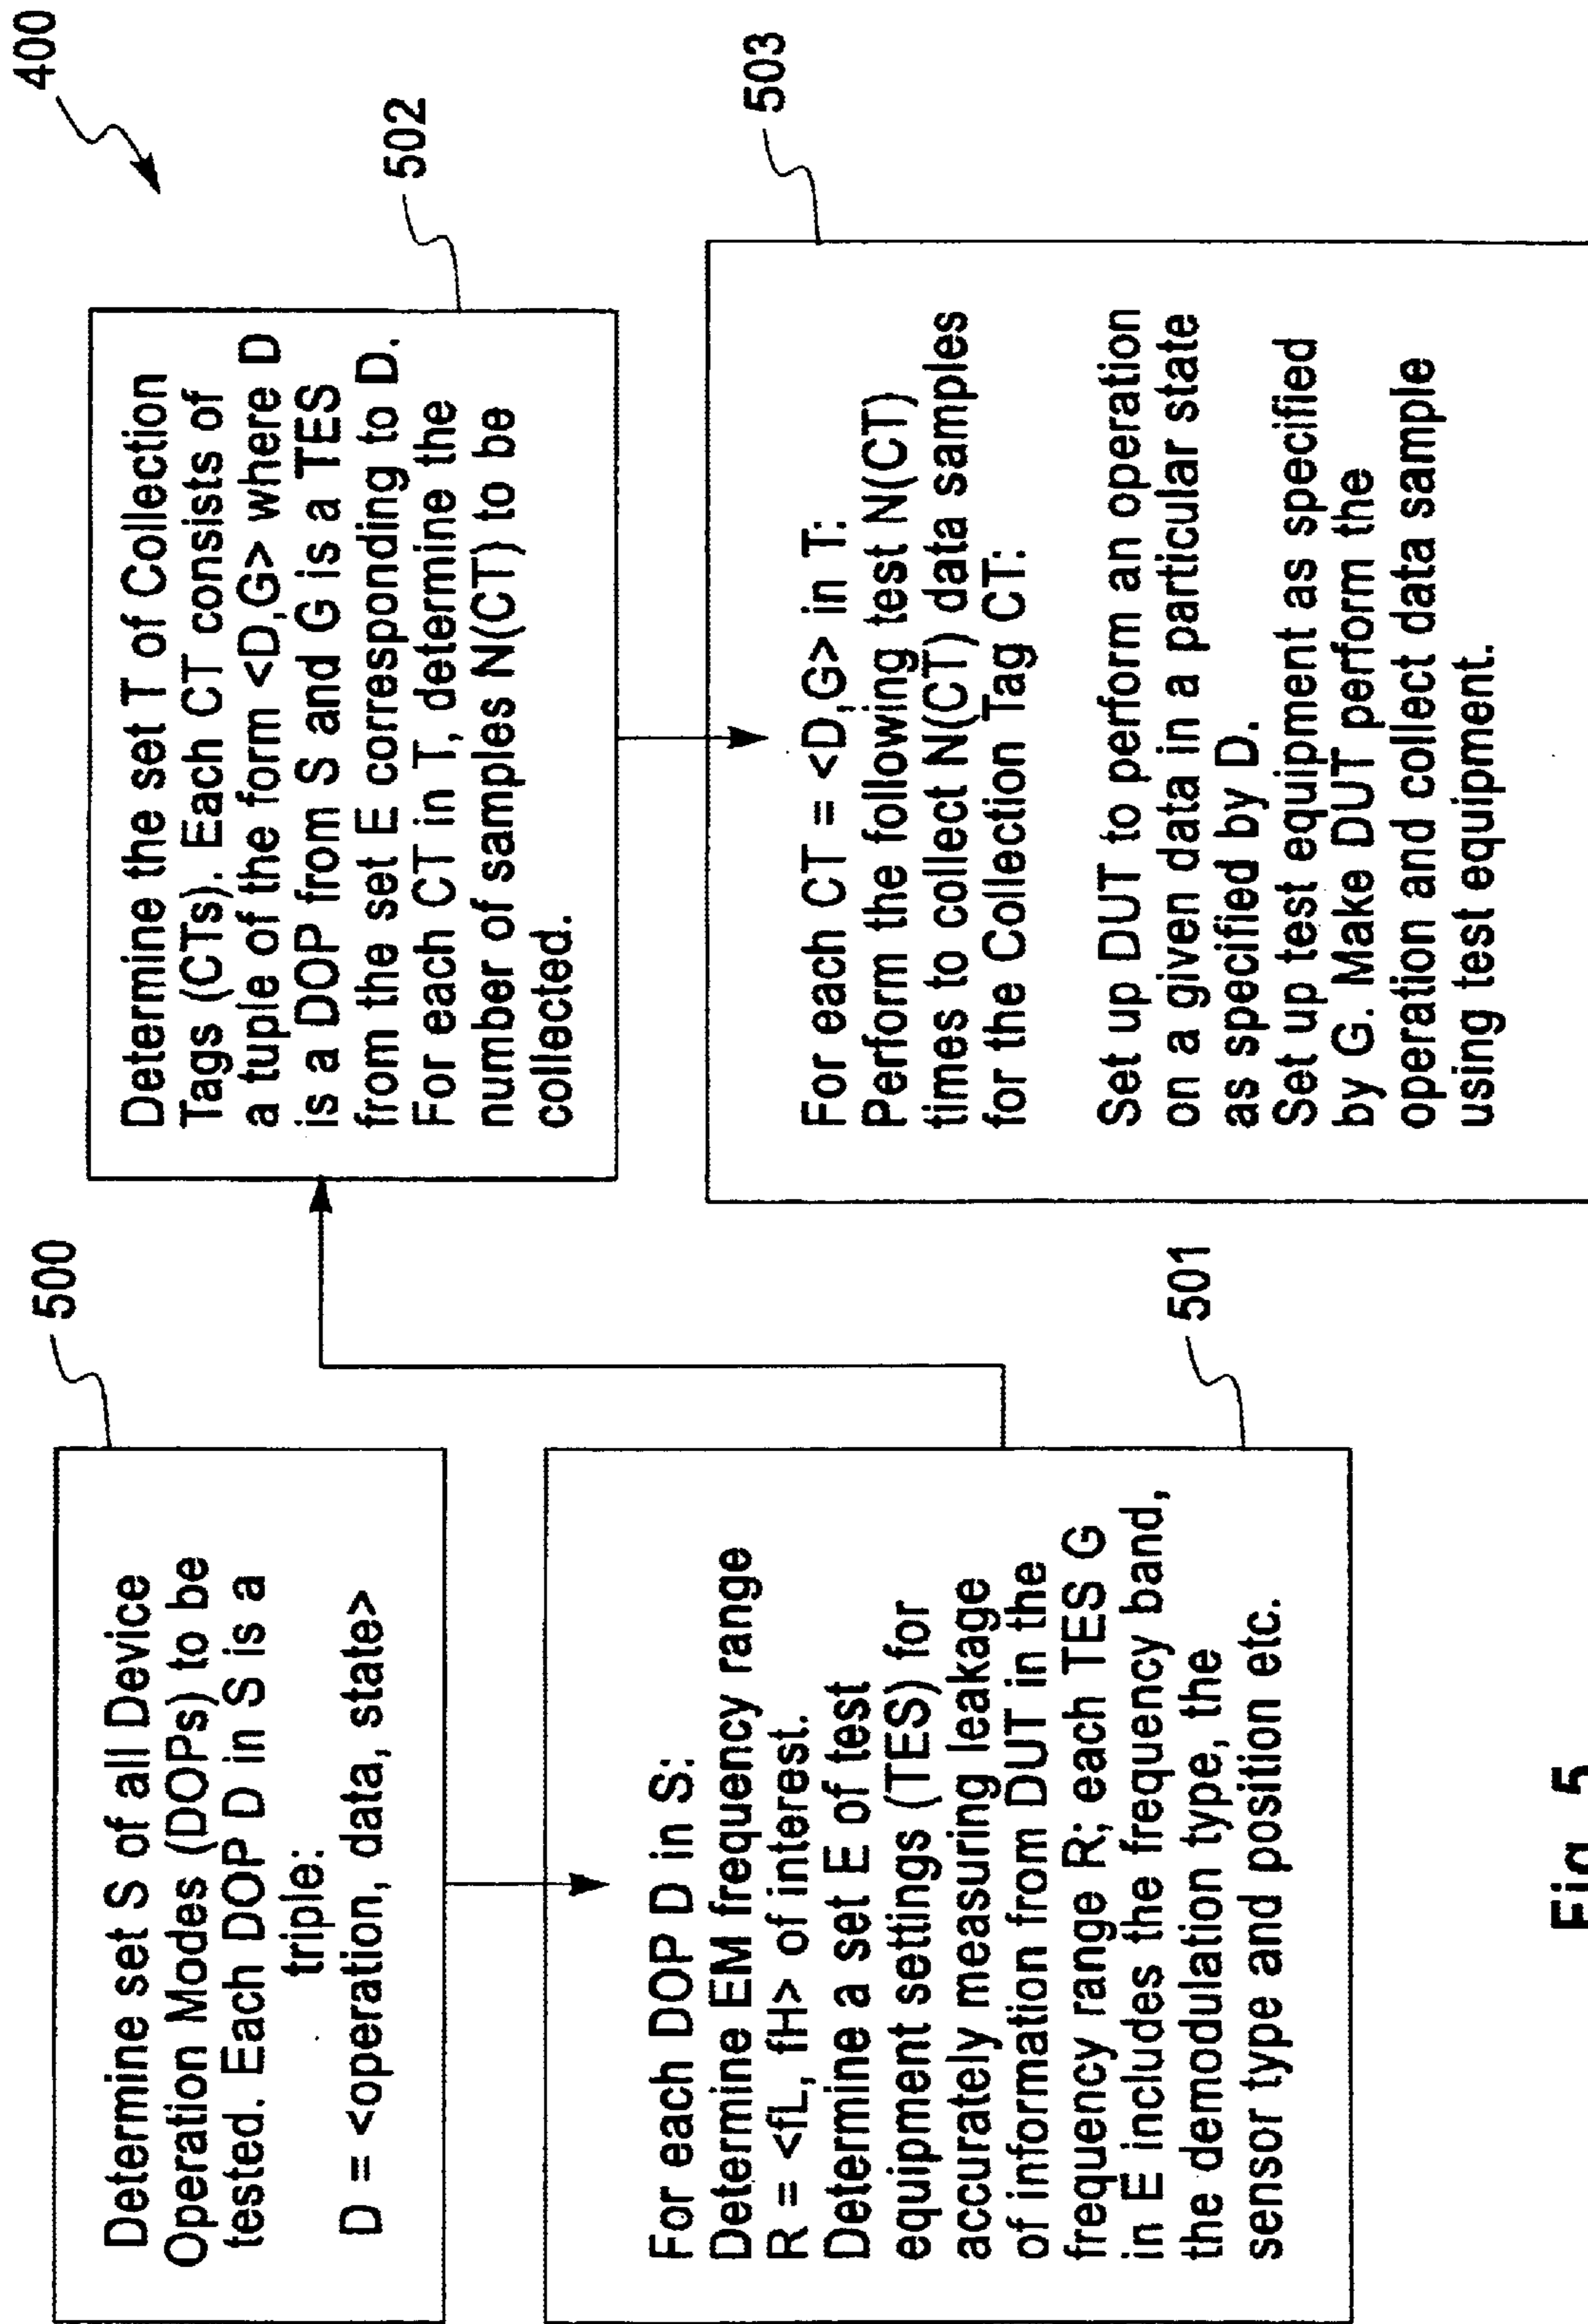 400
500
Determine set S of all Device
Operation Modes (DOPs) to be
tested. Each DOP D in S is a
triple:
D = <operation, data, state>
501
For each DOP D in S:
Determine EM frequency range
R = <fL, fH> of interest.
Determine a set E of test
equipment settings (TES) for
accurately measuring leakage
of information from DUT in the
frequency range R; each TES G
in E includes the frequency band,
the demodulation type, the
sensor type and position etc.
502
Determine the set T of Collection
Tags (CTs). Each CT consists of
a tuple of the form <D,G> where D
is a DOP from S and G is a TES
from the set E corresponding to D.
For each CT in T, determine the
number of samples N(CT) to be
collected.
503
For each CT = <D,G> in T:
Perform the following test N(CT)
times to collect N(CT) data samples
for the Collection Tag CT:
Set up DUT to perform an operation
on a given data in a particular state
as specified by D.
Set up test equipment as specified
by G. Make DUT perform the
operation and collect data sample
using test equipment.
Fig. 5